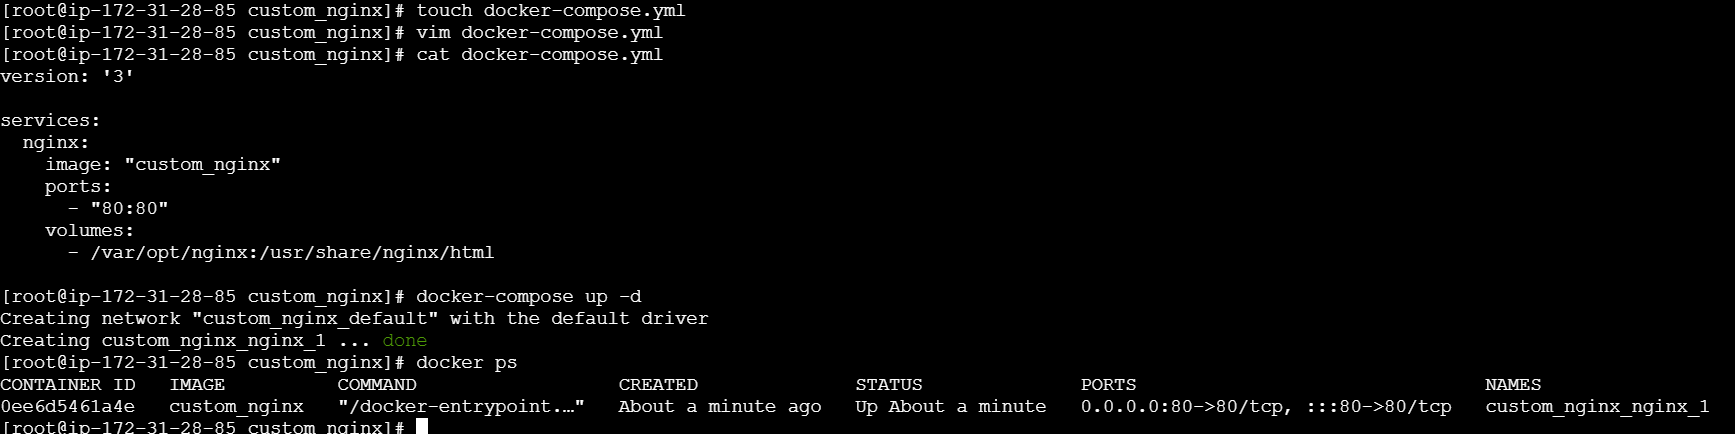 [root@ip-172-31-28-85 custom_nginx]# touch docker-compose.yml
[root@ip-172-31-28-85 custom_nginx]# vim docker-compose.yml
[root@ip-172-31-28-85 custom_nginx]# cat docker-compose.yml
version: '3'

services:
  nginx:
    image: "custom_nginx"
    ports:
      - "80:80"
    volumes:
      - /var/opt/nginx:/usr/share/nginx/html

[root@ip-172-31-28-85 custom_nginx]# docker-compose up -d
Creating network "custom_nginx_default" with the default driver
Creating custom_nginx_nginx_1 ... done
[root@ip-172-31-28-85 custom_nginx]# docker ps
CONTAINER ID   IMAGE          COMMAND                  CREATED              STATUS              PORTS                               NAMES
0ee6d5461a4e   custom_nginx   "/docker-entrypoint.…"   About a minute ago   Up About a minute   0.0.0.0:80->80/tcp, :::80->80/tcp   custom_nginx_nginx_1
[root@ip-172-31-28-85 custom_nginx]#